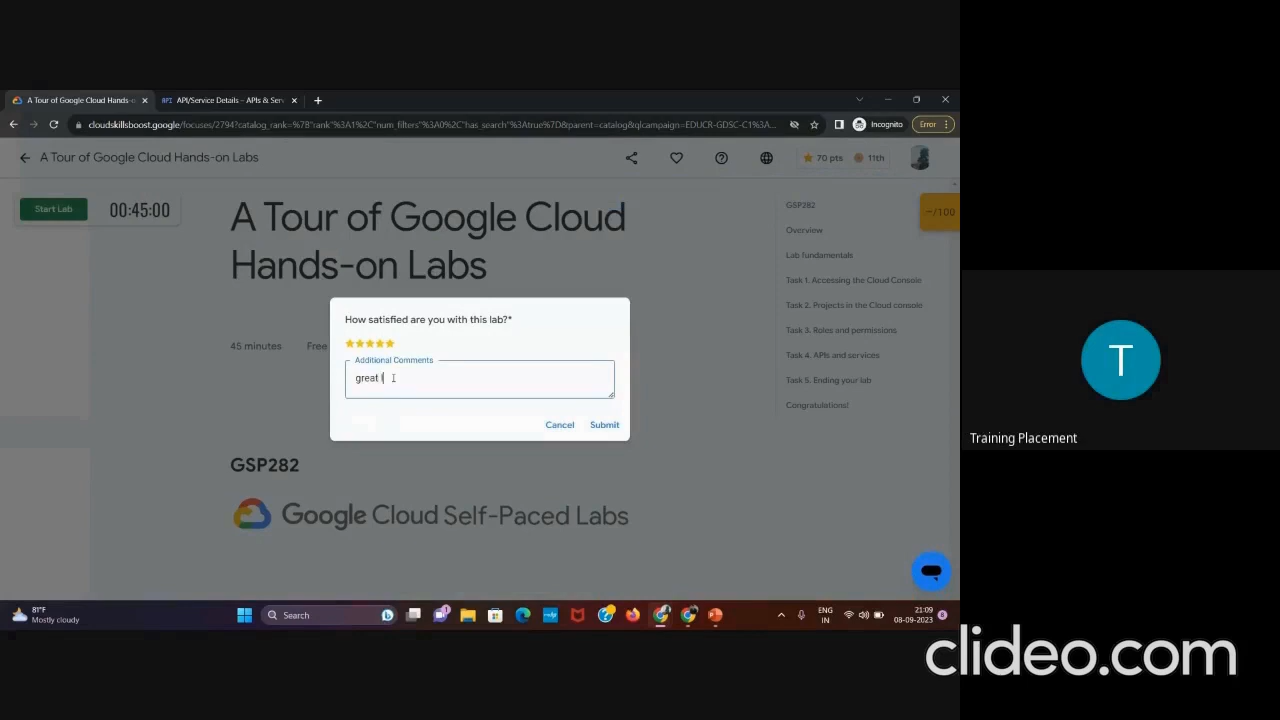 A Tour of Google Cloud Hands-o
API API/Service Details – APIs & Serv
cloudskillsboost.google/focuses/2794?catalog_rank=%7B"rank"%3A1%2C"num_filters"%3A0%2C"has_search"%3Atrue%7D&parent=catalog&qlcampaign=EDUCR-GDSC-C1%3A...
Incognito
Error
A Tour of Google Cloud Hands-on Labs
70 pts
11th
Start Lab
00:45:00
A Tour of Google Cloud
Hands-on Labs
45 minutes
Free
GSP282
Overview
Lab fundamentals
Task 1. Accessing the Cloud Console
Task 2. Projects in the Cloud console
Task 3. Roles and permissions
Task 4. APIs and services
Task 5. Ending your lab
Congratulations!
–/100
How satisfied are you with this lab?*
Additional Comments
great l
Cancel
Submit
GSP282
Google Cloud Self-Paced Labs
T
Training Placement
81°F
Mostly cloudy
Search
ENG
IN
21:09
08-09-2023
clideo.com